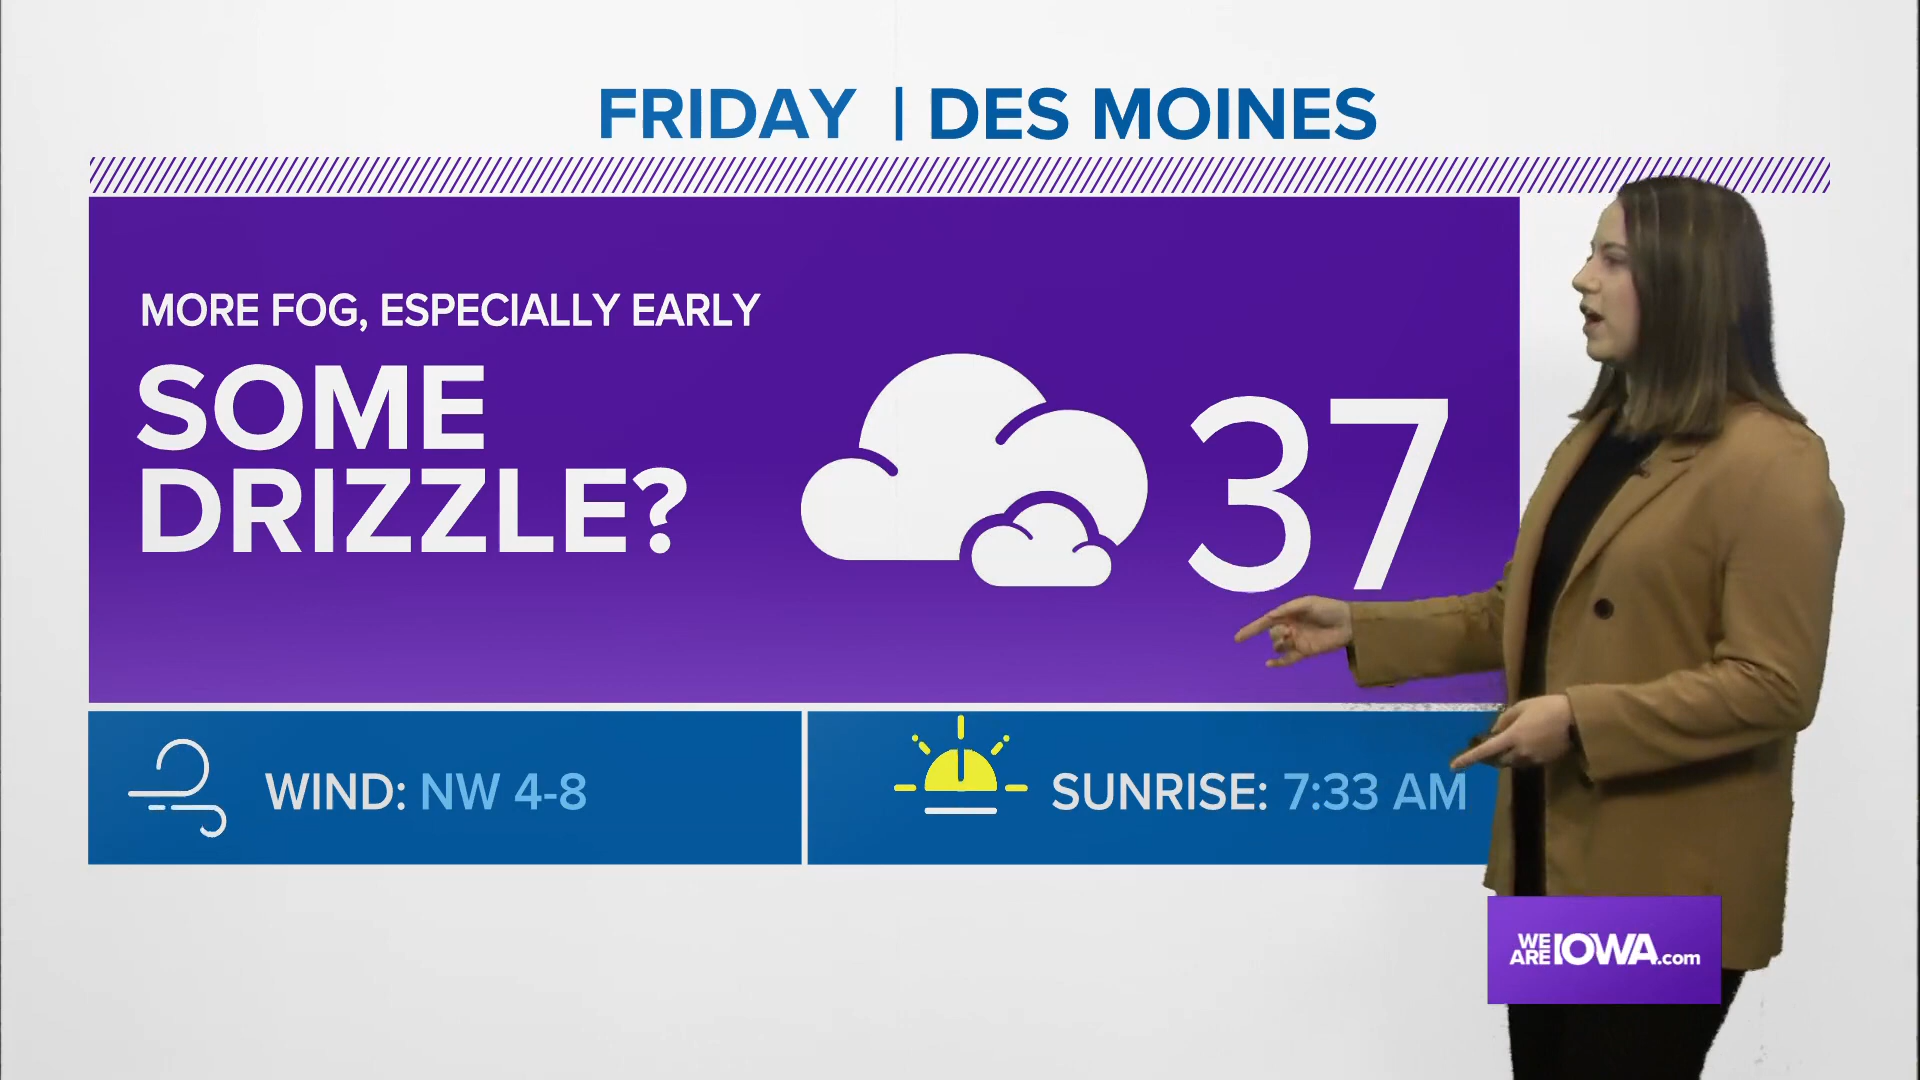 FRIDAY | DES MOINES
MORE FOG, ESPECIALLY EARLY
SOME
DRIZZLE?
37
WIND: NW 4-8
SUNRISE: 7:33 AM
WE
ARE IOWA.com